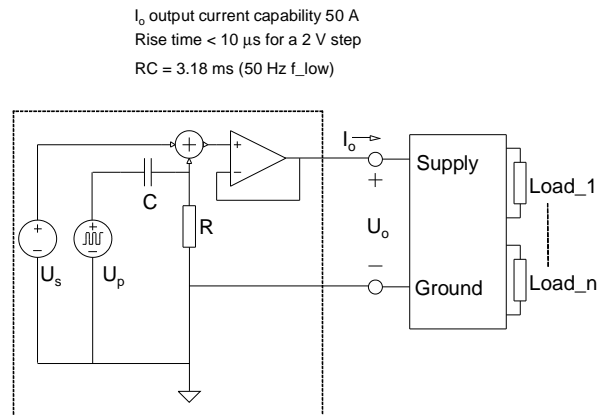 I_o output current capability 50 A
Rise time < 10 μs for a 2 V step
RC = 3.18 ms (50 Hz f_low)
I_o
+
+
−
C
R
+
−
U_s
+
−
U_p
+
U_o
−
Supply
Ground
Load_1
Load_n